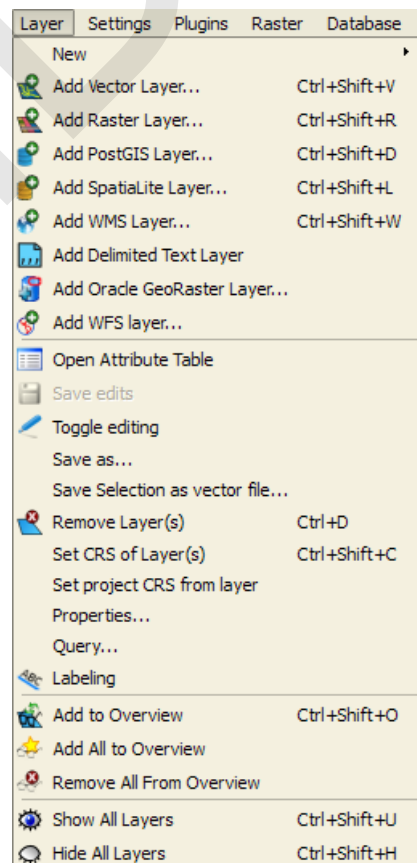 Layer Settings Plugins Raster Database
New
Add Vector Layer... Ctrl+Shift+V
Add Raster Layer... Ctrl+Shift+R
Add PostGIS Layer... Ctrl+Shift+D
Add SpatiaLite Layer... Ctrl+Shift+L
Add WMS Layer... Ctrl+Shift+W
Add Delimited Text Layer
Add Oracle GeoRaster Layer...
Add WFS layer...
Open Attribute Table
Save edits
Toggle editing
Save as...
Save Selection as vector file...
Remove Layer(s) Ctrl+D
Set CRS of Layer(s) Ctrl+Shift+C
Set project CRS from layer
Properties...
Query...
ABC Labeling
Add to Overview Ctrl+Shift+O
Add All to Overview
Remove All From Overview
Show All Layers Ctrl+Shift+U
Hide All Layers Ctrl+Shift+H